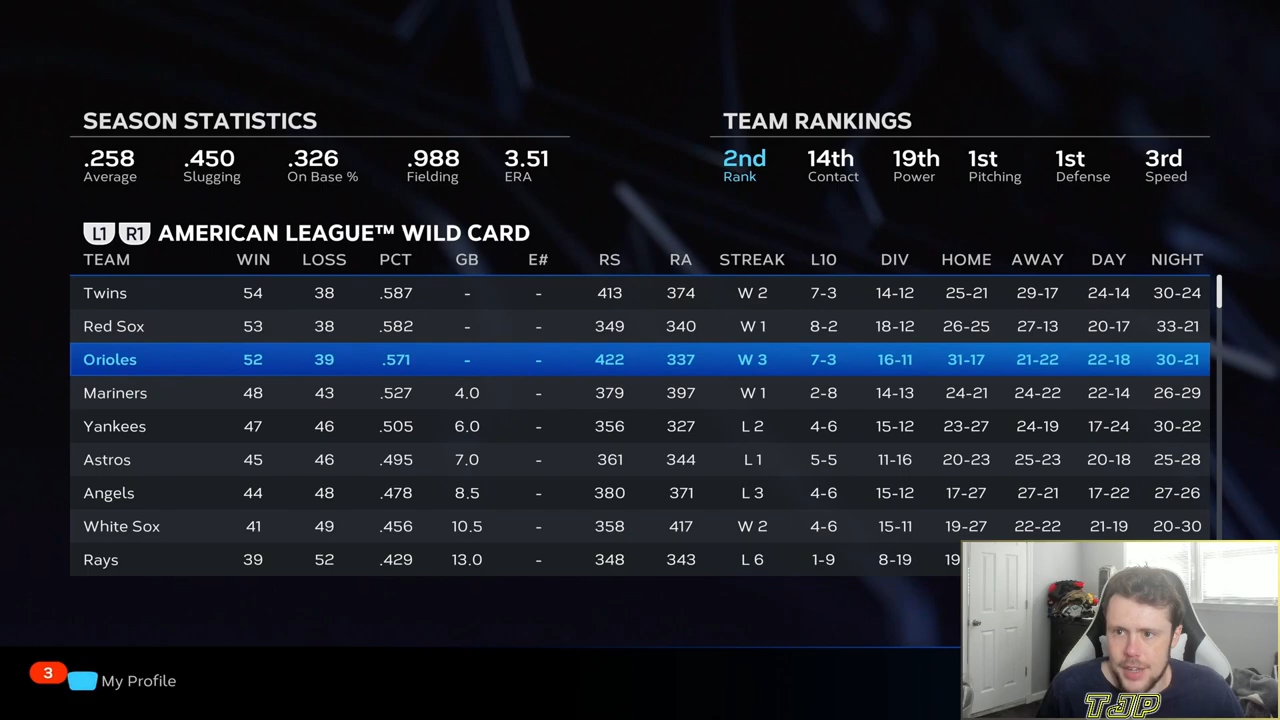 SEASON STATISTICS
.258 .450 .326 .988 3.51
Average Slugging On Base % Fielding ERA
TEAM RANKINGS
2nd 14th 19th 1st 1st 3rd
Rank Contact Power Pitching Defense Speed
L1 R1 AMERICAN LEAGUE™ WILD CARD
TEAM WIN LOSS PCT GB E# RS RA STREAK L10 DIV HOME AWAY DAY NIGHT
Twins 54 38 .587 - - 413 374 W 2 7-3 14-12 25-21 29-17 24-14 30-24
Red Sox 53 38 .582 - - 349 340 W 1 8-2 18-12 26-25 27-13 20-17 33-21
Orioles 52 39 .571 - - 422 337 W 3 7-3 16-11 31-17 21-22 22-18 30-21
Mariners 48 43 .527 4.0 - 379 397 W 1 2-8 14-13 24-21 24-22 22-14 26-29
Yankees 47 46 .505 6.0 - 356 327 L 2 4-6 15-12 23-27 24-19 17-24 30-22
Astros 45 46 .495 7.0 - 361 344 L 1 5-5 11-16 20-23 25-23 20-18 25-28
Angels 44 48 .478 8.5 - 380 371 L 3 4-6 15-12 17-27 27-21 17-22 27-26
White Sox 41 49 .456 10.5 - 358 417 W 2 4-6 15-11 19-27 22-22 21-19 20-30
Rays 39 52 .429 13.0 - 348 343 L 6 1-9 8-19 19
3 My Profile
TJP